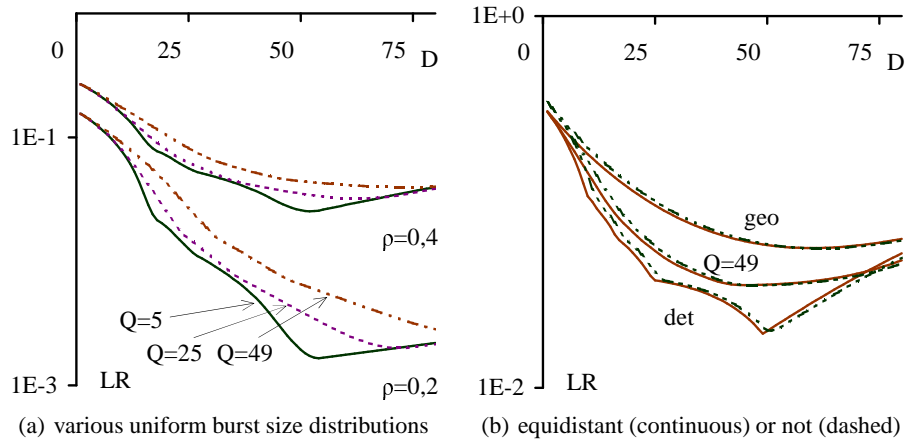 0 25 50 75 D
1E-1
ρ=0,4
Q=5
Q=25 Q=49
1E-3 LR ρ=0,2
(a) various uniform burst size distributions
1E+0
0 25 50 75 D
geo
Q=49
det
1E-2 LR
(b) equidistant (continuous) or not (dashed)